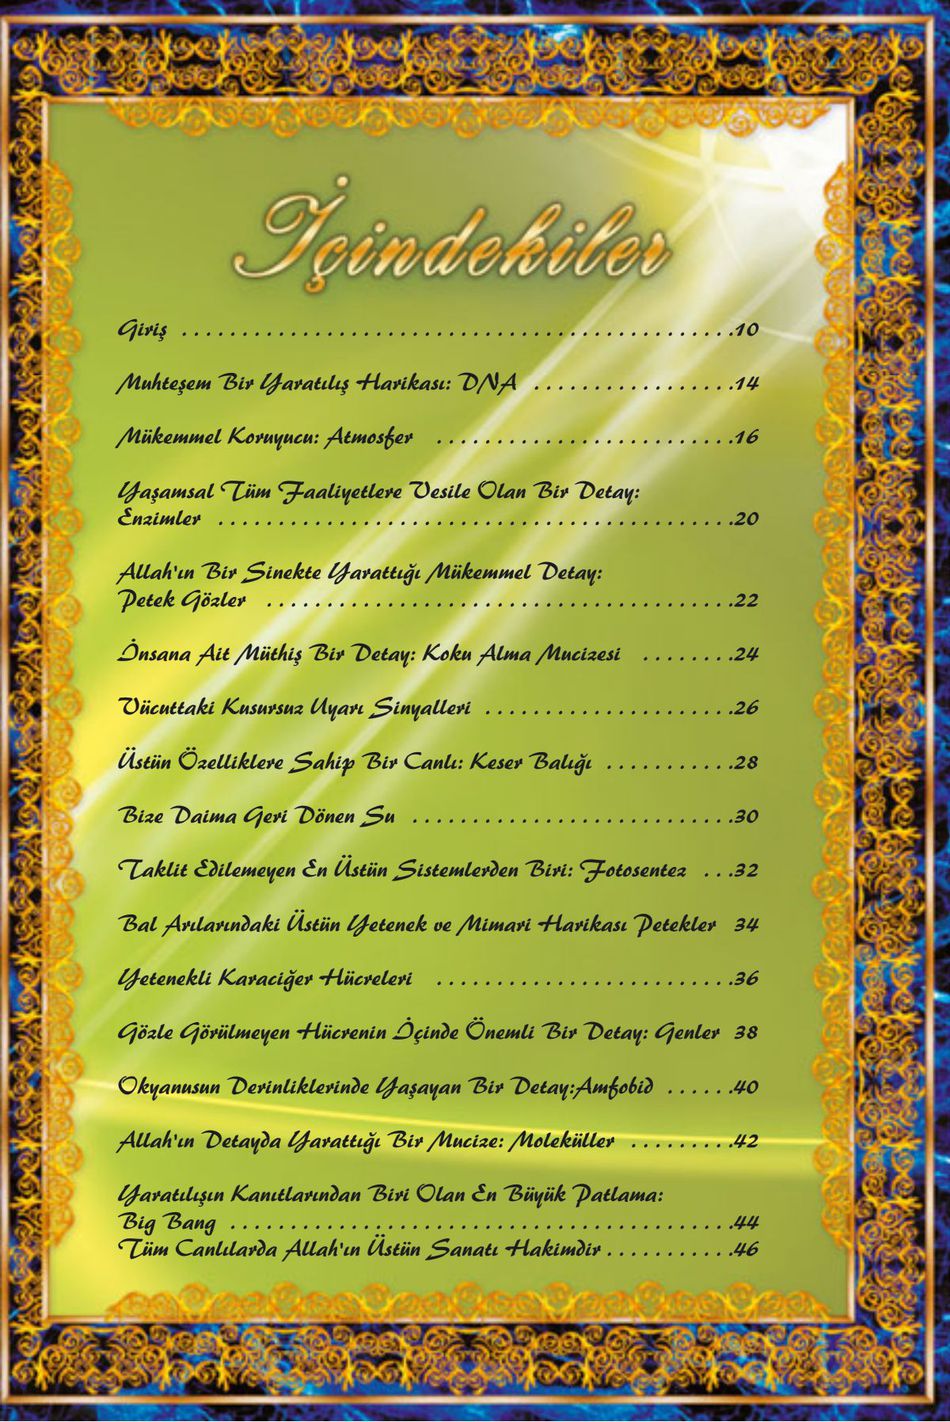 İçindekiler
Giriş . . . . . . . . . . . . . . . . . . . . . . . . . . . . . . . . . . . . . . . . . . . . . .10
Muhteşem Bir Yaratılış Harikası: DNA . . . . . . . . . . . . . . . . .14
Mükemmel Koruyucu: Atmosfer . . . . . . . . . . . . . . . . . . . . . . . . .16
Yaşamsal Tüm Faaliyetlere Vesile Olan Bir Detay:
Enzimler . . . . . . . . . . . . . . . . . . . . . . . . . . . . . . . . . . . . . . . . . . .20
Allah'ın Bir Sinekte Yarattığı Mükemmel Detay:
Petek Gözler . . . . . . . . . . . . . . . . . . . . . . . . . . . . . . . . . . . . . . .22
İnsana Ait Müthiş Bir Detay: Koku Alma Mucizesi . . . . . . . .24
Vücuttaki Kusursuz Uyarı Sinyalleri . . . . . . . . . . . . . . . . . . . . .26
Üstün Özelliklere Sahip Bir Canlı: Keser Balığı . . . . . . . . . . .28
Bize Daima Geri Dönen Su . . . . . . . . . . . . . . . . . . . . . . . . . . .30
Taklit Edilemeyen En Üstün Sistemlerden Biri: Fotosentez . . .32
Bal Arılarındaki Üstün Yetenek ve Mimari Harikası Petekler 34
Yetenekli Karaciğer Hücreleri . . . . . . . . . . . . . . . . . . . . . . . . .36
Gözle Görülmeyen Hücrenin İçinde Önemli Bir Detay: Genler 38
Okyanusun Derinliklerinde Yaşayan Bir Detay:Amfobid . . . . . .40
Allah'ın Detayda Yarattığı Bir Mucize: Moleküller . . . . . . . . .42
Yaratılışın Kanıtlarından Biri Olan En Büyük Patlama:
Big Bang . . . . . . . . . . . . . . . . . . . . . . . . . . . . . . . . . . . . . . . . . .44
Tüm Canlılarda Allah'ın Üstün Sanatı Hakimdir . . . . . . . . . . .46